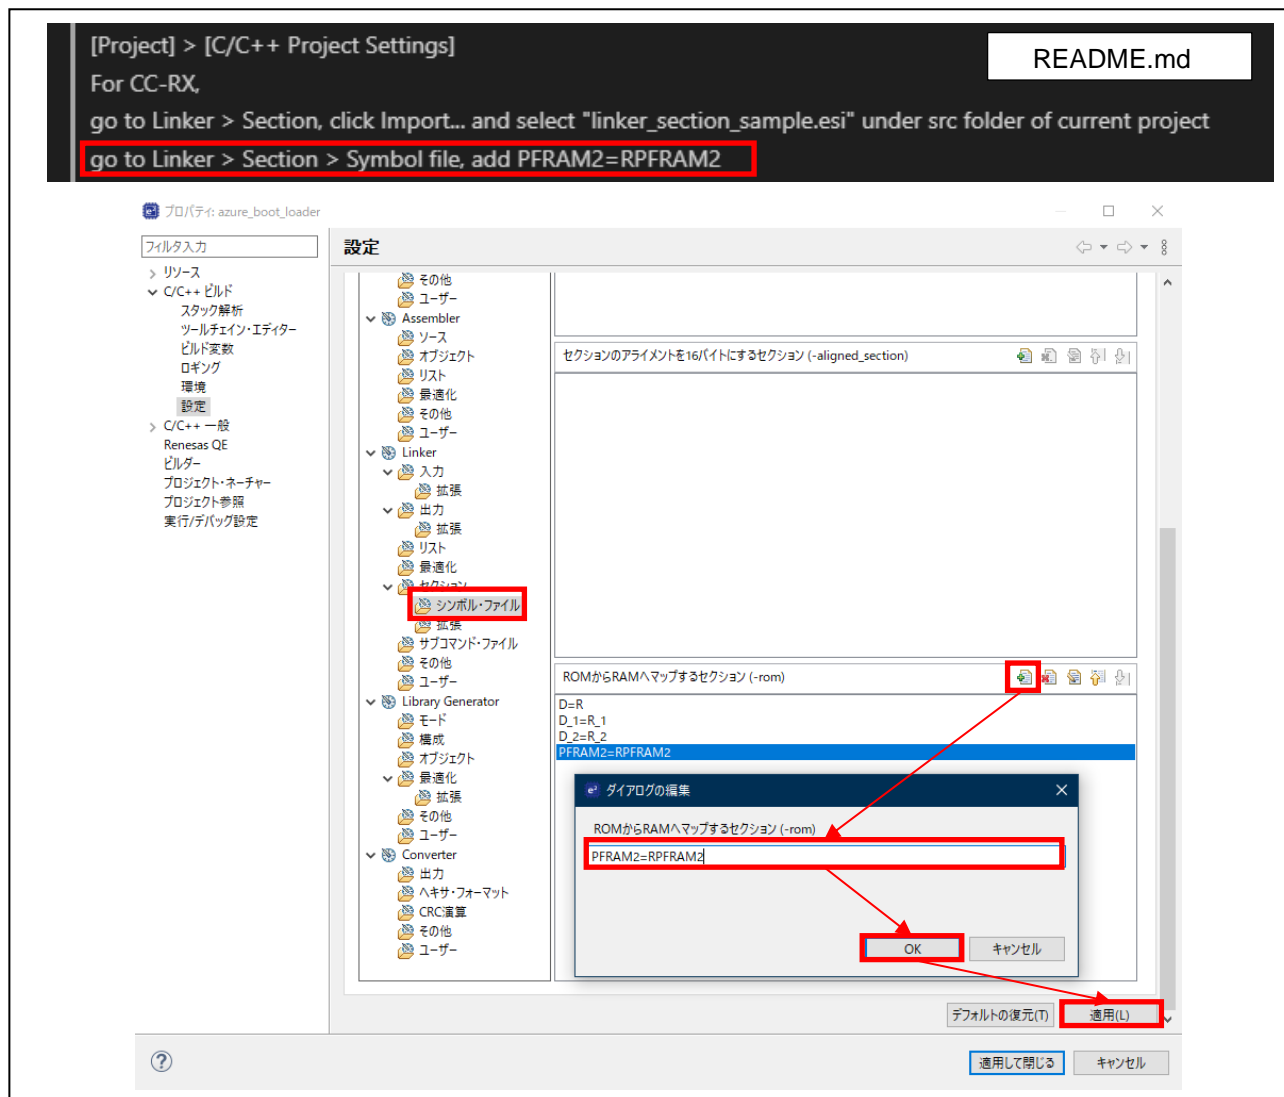 [Project] > [C/C++ Project Settings]
README.md
For CC-RX,
go to Linker > Section, click Import... and select "linker_section_sample.esi" under src folder of current project
go to Linker > Section > Symbol file, add PFRAM2=RPFRAM2
プロパティ: azure_boot_loader
フィルタ入力
設定
リソース
C/C++ ビルド
スタック解析
ツールチェイン・エディター
ビルド変数
ロギング
環境
設定
C/C++ 一般
Renesas QE
ビルダー
プロジェクト・ネーチャー
プロジェクト参照
実行/デバッグ設定
その他
ユーザー
Assembler
ソース
オブジェクト
リスト
最適化
その他
ユーザー
Linker
入力
拡張
出力
拡張
リスト
最適化
セクション
シンボル・ファイル
拡張
サブコマンド・ファイル
その他
ユーザー
Library Generator
モード
構成
オブジェクト
最適化
拡張
その他
ユーザー
Converter
出力
ヘキサ・フォーマット
CRC演算
その他
ユーザー
セクションのアライメントを16バイトにするセクション (-aligned_section)
ROMからRAMへマップするセクション (-rom)
D=R
D_1=R_1
D_2=R_2
PFRAM2=RPFRAM2
ダイアログの編集
ROMからRAMへマップするセクション (-rom)
PFRAM2=RPFRAM2
OK
キャンセル
デフォルトの復元(T)
適用(L)
適用して閉じる
キャンセル